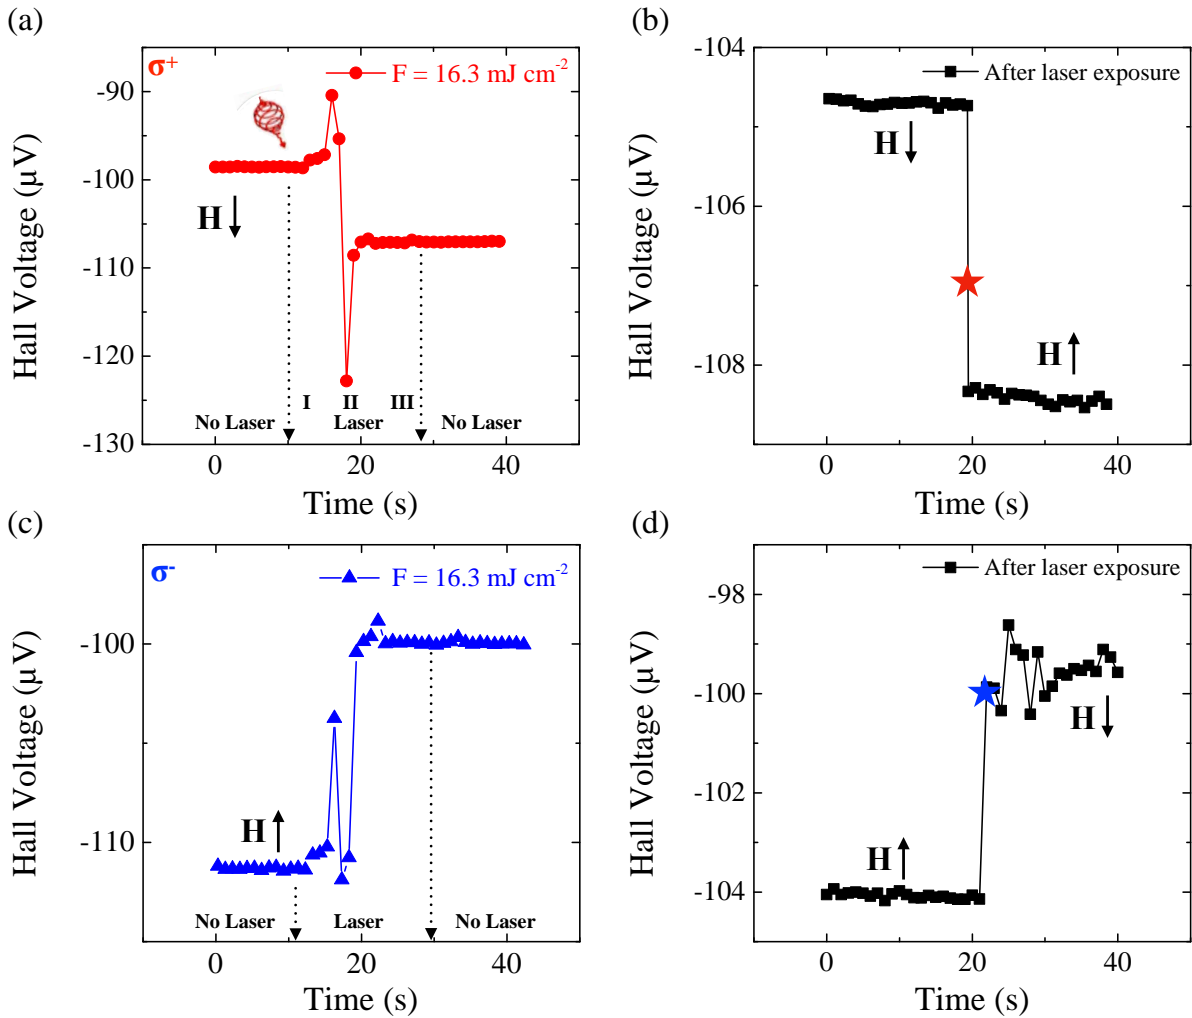 (a)
σ+
F = 16.3 mJ cm-2
-90
-100
-110
-120
-130
H
I II III
No Laser Laser No Laser
0 20 40
Time (s)
Hall Voltage (µV)
(b)
After laser exposure
-104
-106
-108
H
H
0 20 40
Time (s)
Hall Voltage (µV)
(c)
σ-
F = 16.3 mJ cm-2
-100
-110
H
No Laser Laser No Laser
0 20 40
Time (s)
Hall Voltage (µV)
(d)
After laser exposure
-98
-100
-102
-104
H
H
0 20 40
Time (s)
Hall Voltage (µV)